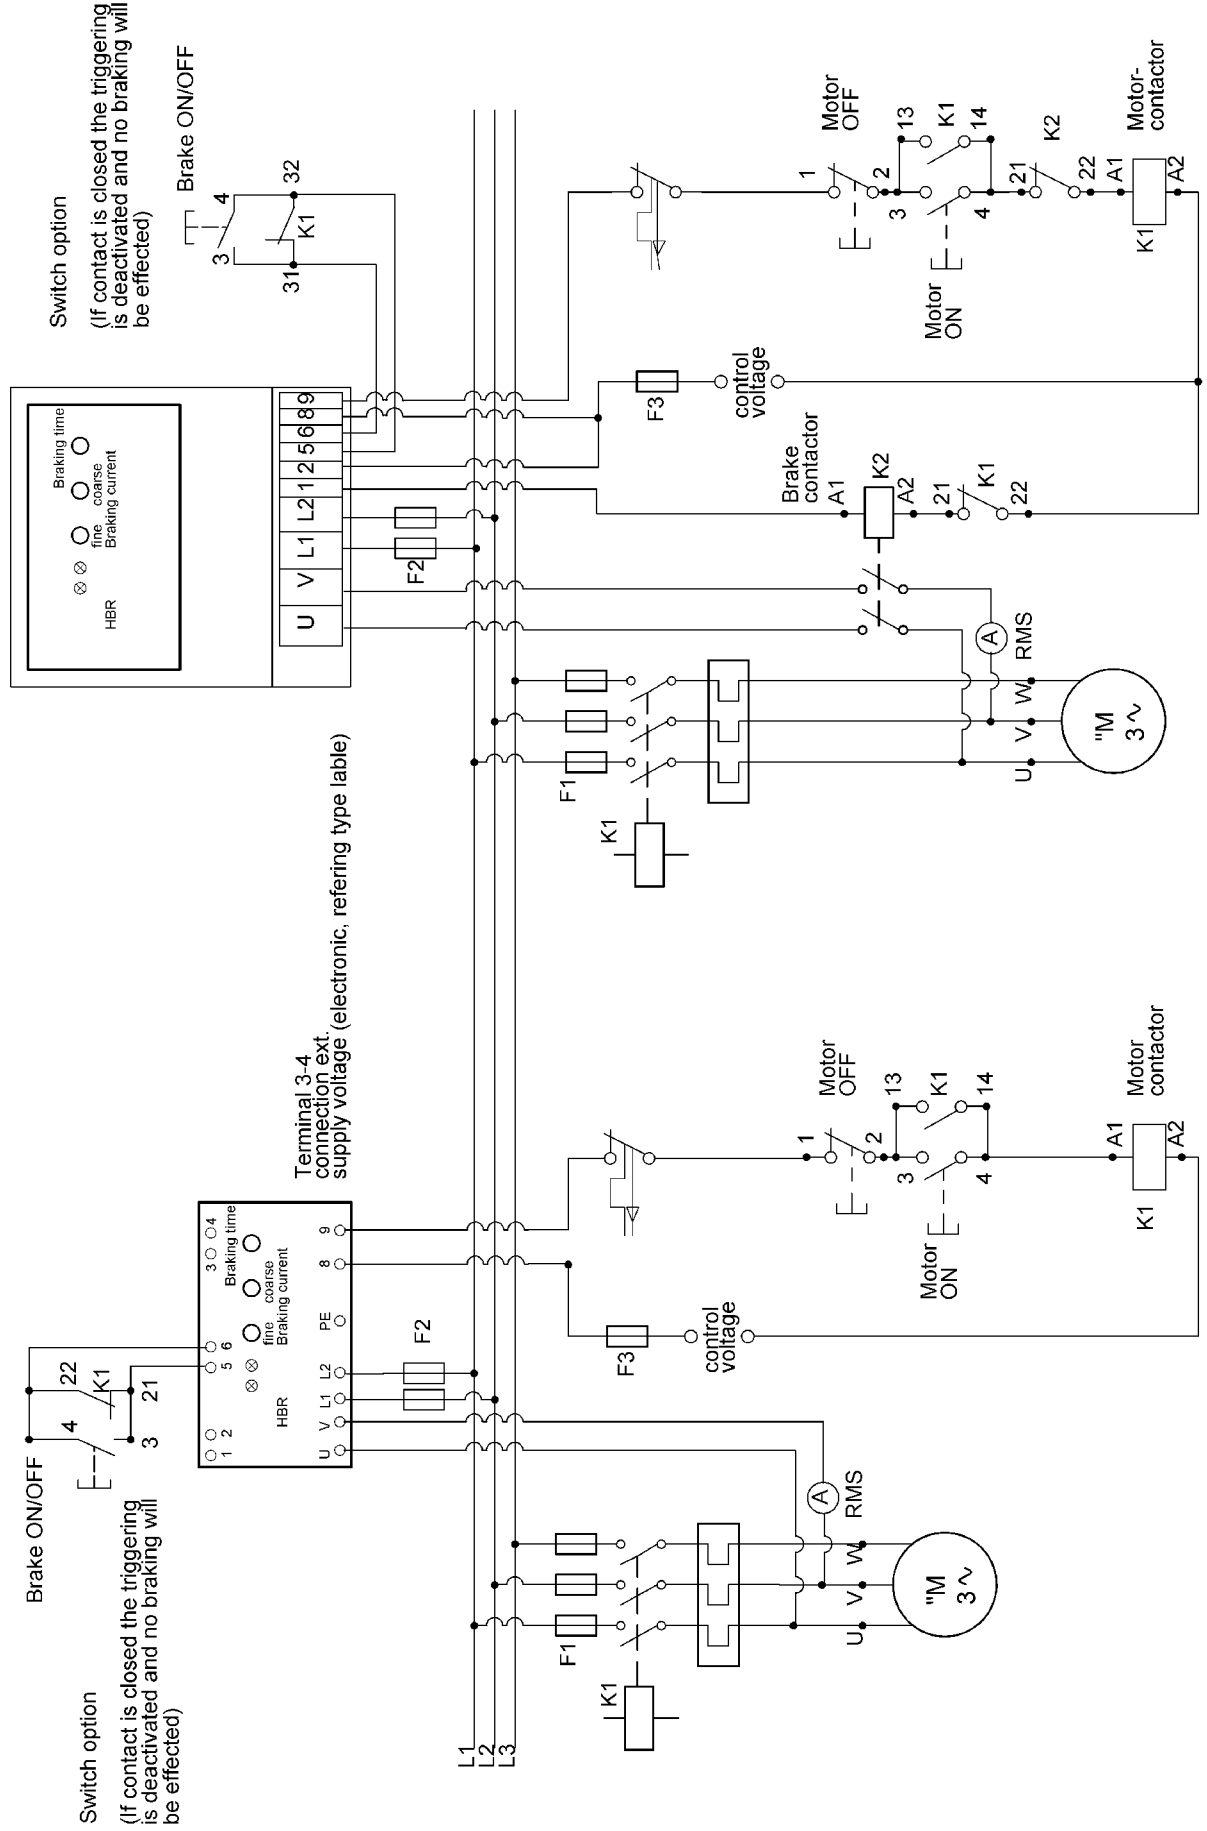 Switch option
(If contact is closed the triggering
is deactivated and no braking will
be effected)
Brake ON/OFF
4
3
22
K1
21
1
2
5
6
3
4
Braking time
fine
coarse
Braking current
HBR
U
V
L1
L2
PE
8
9
Terminal 3-4
connection ext.
supply voltage (electronic, refering type lable)
F2
L1
L2
L3
F1
K1
U
V
W
"M
3~
A
RMS
F3
control
voltage
1
Motor
OFF
2
3
4
13
K1
14
Motor
ON
A1
K1
A2
Motor
contactor
Switch option
(If contact is closed the triggering
is deactivated and no braking will
be effected)
Brake ON/OFF
3
4
31
K1
32
Braking time
fine
coarse
Braking current
HBR
U
V
L1
L2
1
2
5
6
8
9
F2
F1
K1
U
V
W
"M
3~
A
RMS
Brake
contactor
A1
K2
A2
21
K1
22
F3
control
voltage
1
Motor
OFF
2
3
4
13
K1
14
Motor
ON
21
K2
22
A1
K1
A2
Motor-
contactor